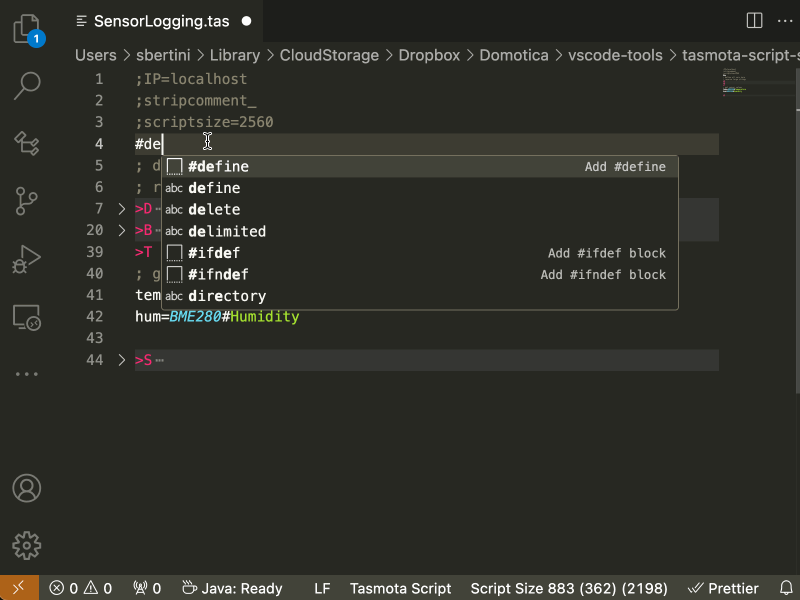 SensorLogging.tas
1
Users > sbertini > Library > CloudStorage > Dropbox > Domotica > vscode-tools > tasmota-script-s
1 ;IP=localhost
2 ;stripcomment_
3 ;scriptsize=2560
4 #de
5 ; d
6 ; r
7 >D
20 >B
39 >T
40 ; g
41 tem
42 hum=BME280#Humidity
43
44 >S
#define Add #define
abc define
abc delete
abc delimited
#ifdef Add #ifdef block
#ifndef Add #ifndef block
abc directory
0 0 0 Java: Ready LF Tasmota Script Script Size 883 (362) (2198) Prettier